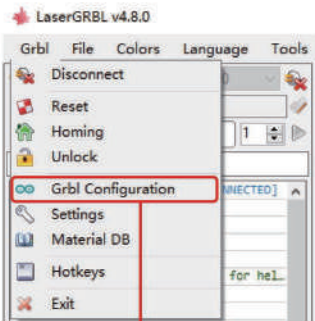 LaserGRBL v4.8.0
Grbl File Colors Language Tools
Disconnect
Reset
Homing
1
Unlock
Grbl Configuration
NNECTED]
Settings
Material DB
Hotkeys
for hel…
Exit